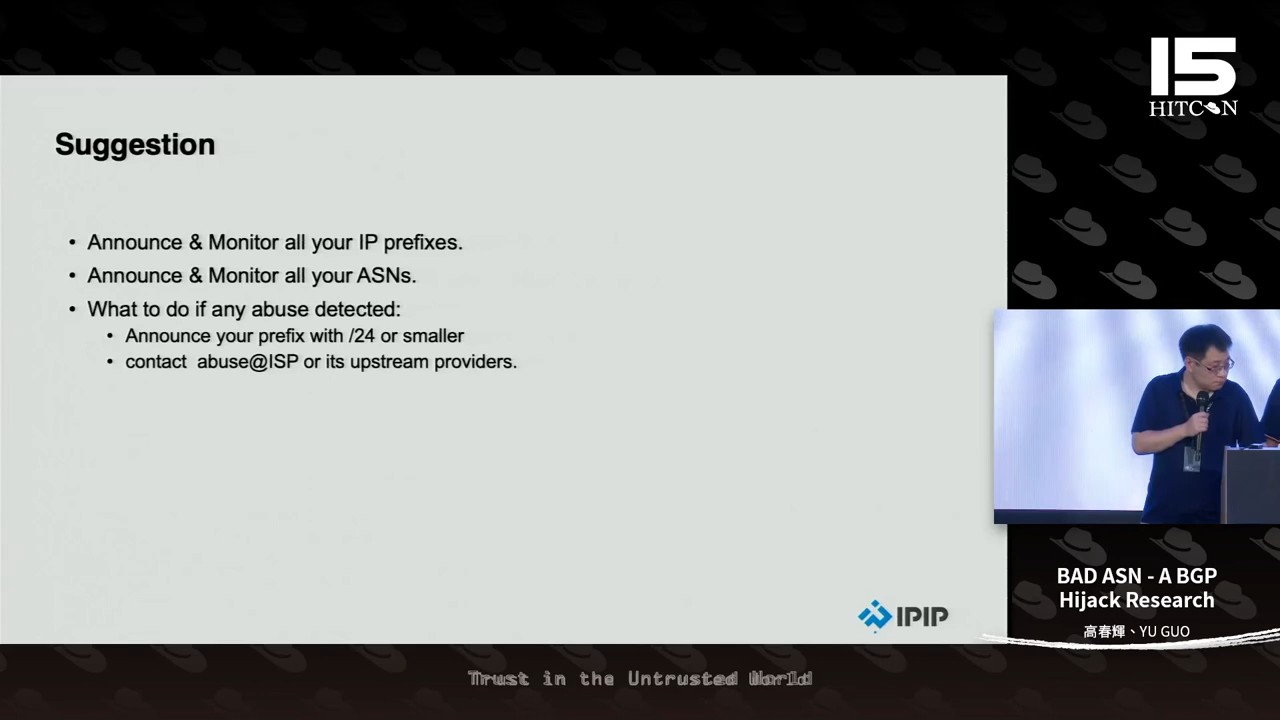 15
HITCON
Suggestion
• Announce & Monitor all your IP prefixes.
• Announce & Monitor all your ASNs.
• What to do if any abuse detected:
• Announce your prefix with /24 or smaller
• contact abuse@ISP or its upstream providers.
IPIP
BAD ASN - A BGP
Hijack Research
高春輝、YU GUO
Trust in the Untrusted World